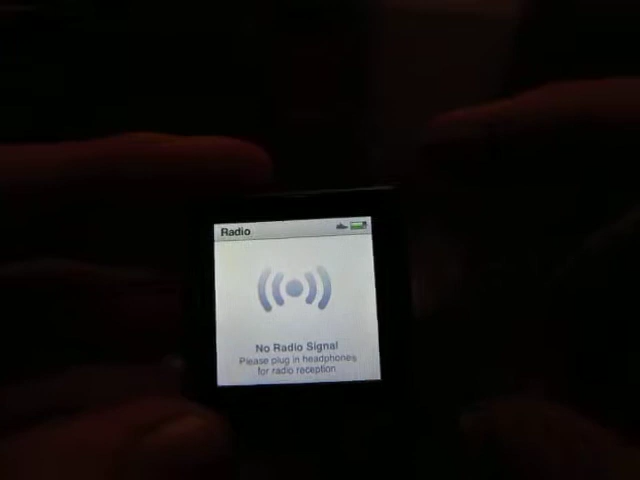 Radio
No Radio Signal
Please plug in headphones
for radio reception